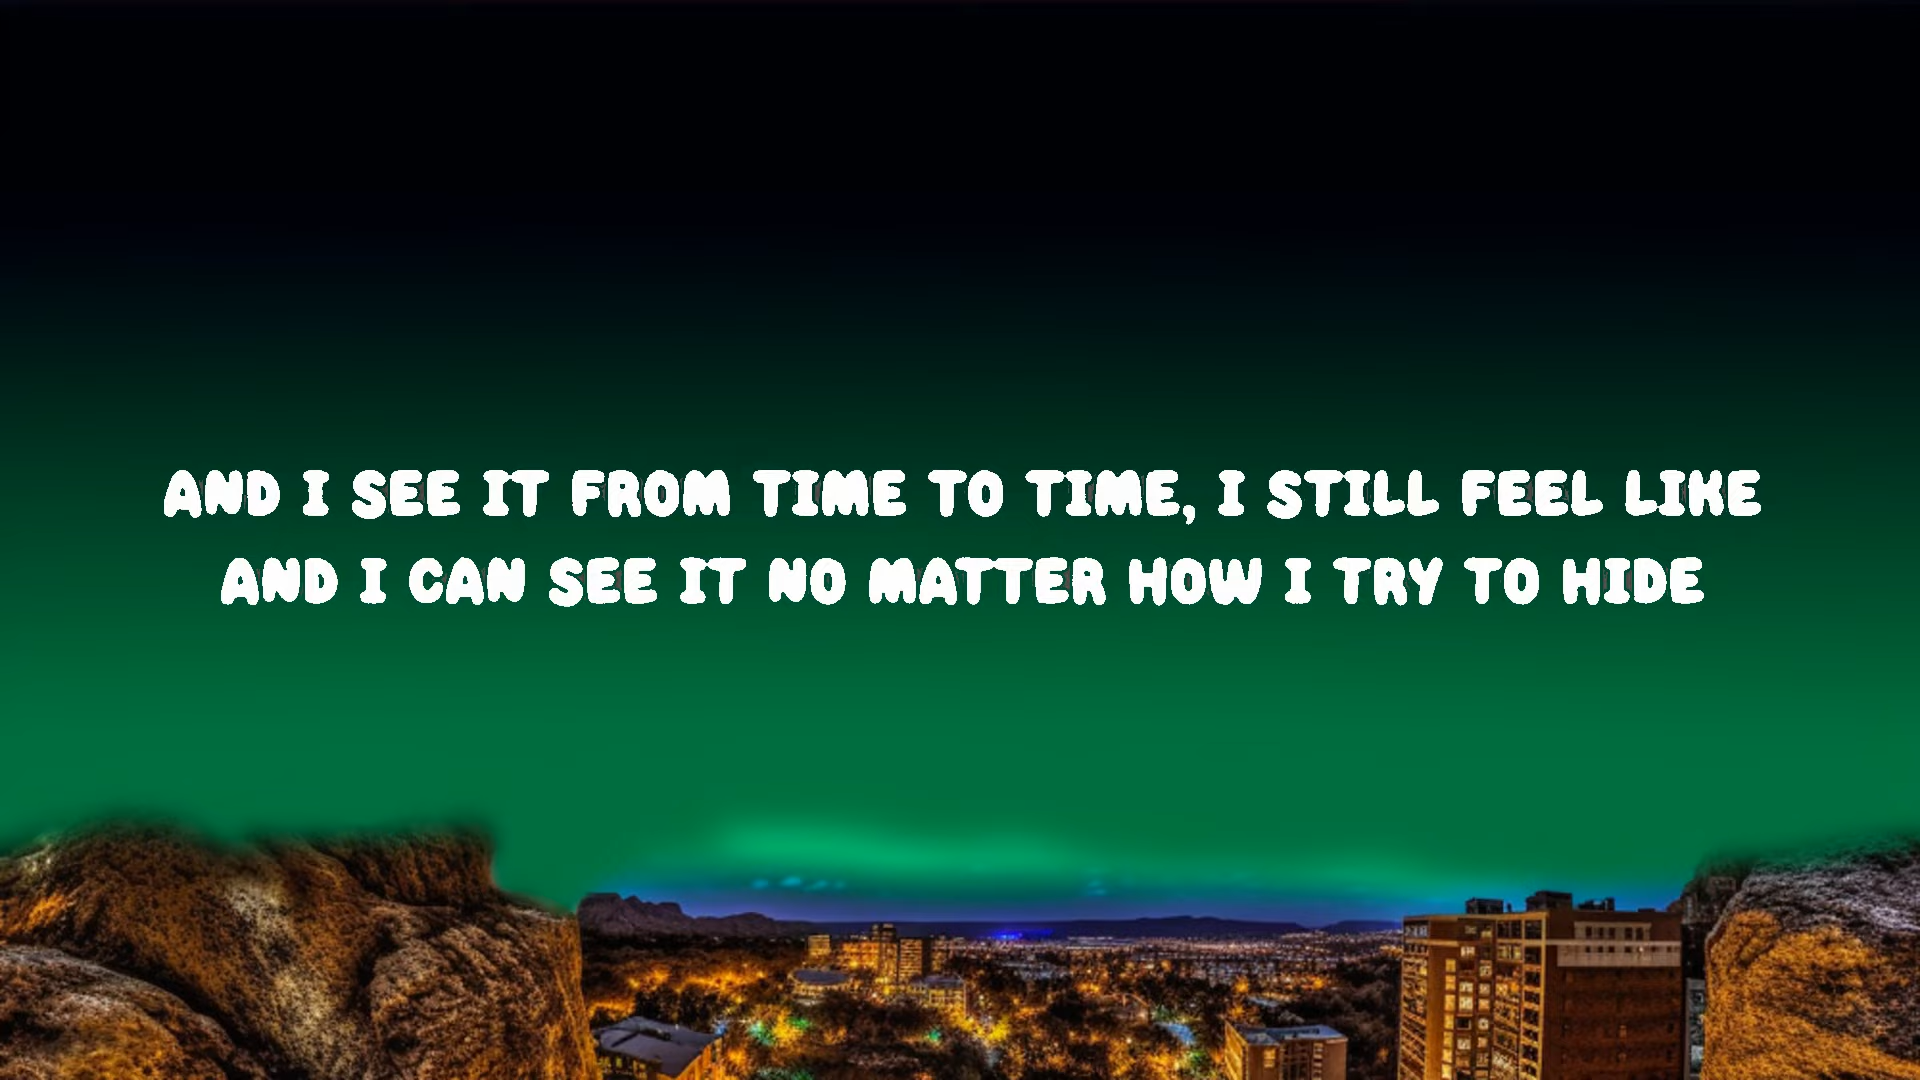 AND I SEE IT FROM TIME TO TIME, I STILL FEEL LIKE
AND I CAN SEE IT NO MATTER HOW I TRY TO HIDE